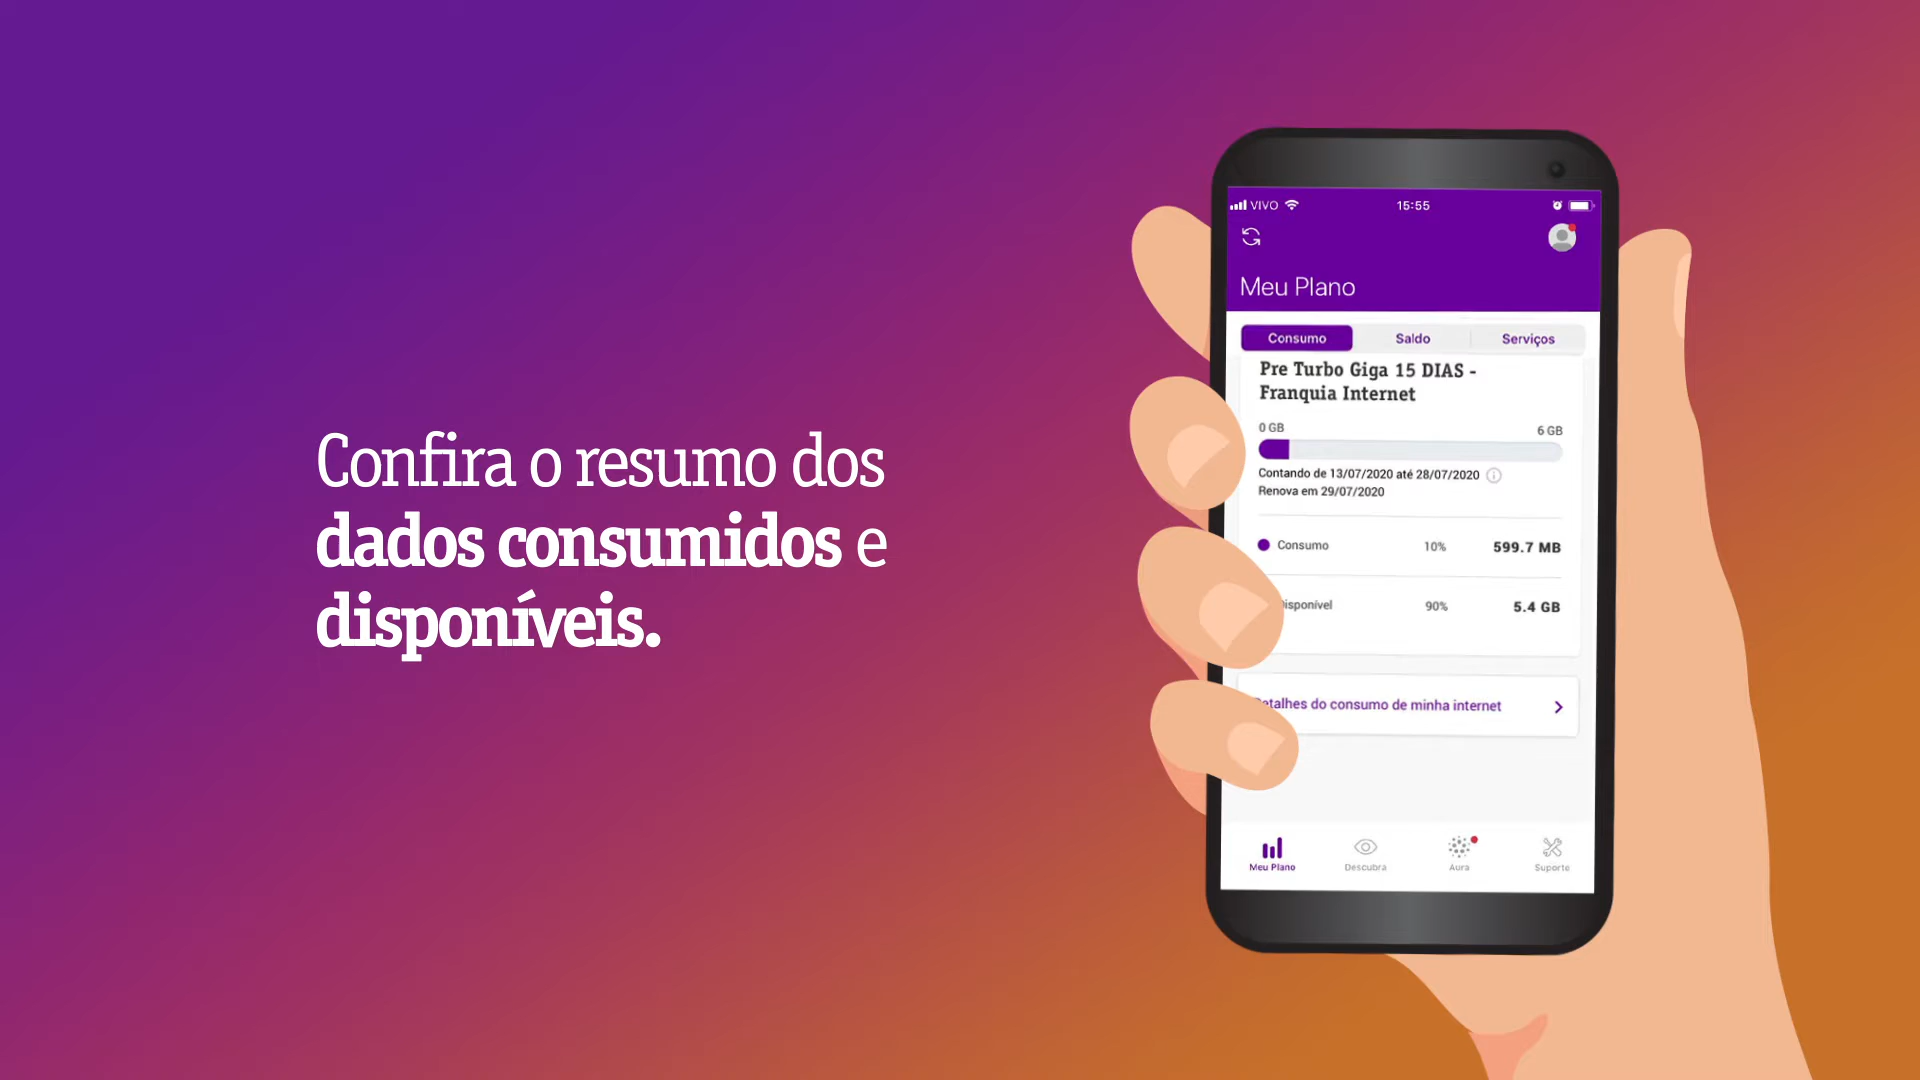 Confira o resumo dos
dados consumidos e
disponíveis.
VIVO 15:55
Meu Plano
Consumo Saldo Serviços
Pre Turbo Giga 15 DIAS -
Franquia Internet
0 GB 6 GB
Contando de 13/07/2020 até 28/07/2020
Renova em 29/07/2020
Consumo 10% 599.7 MB
isponível 90% 5.4 GB
etalhes do consumo de minha internet
Meu Plano Descubra Aura Suporte